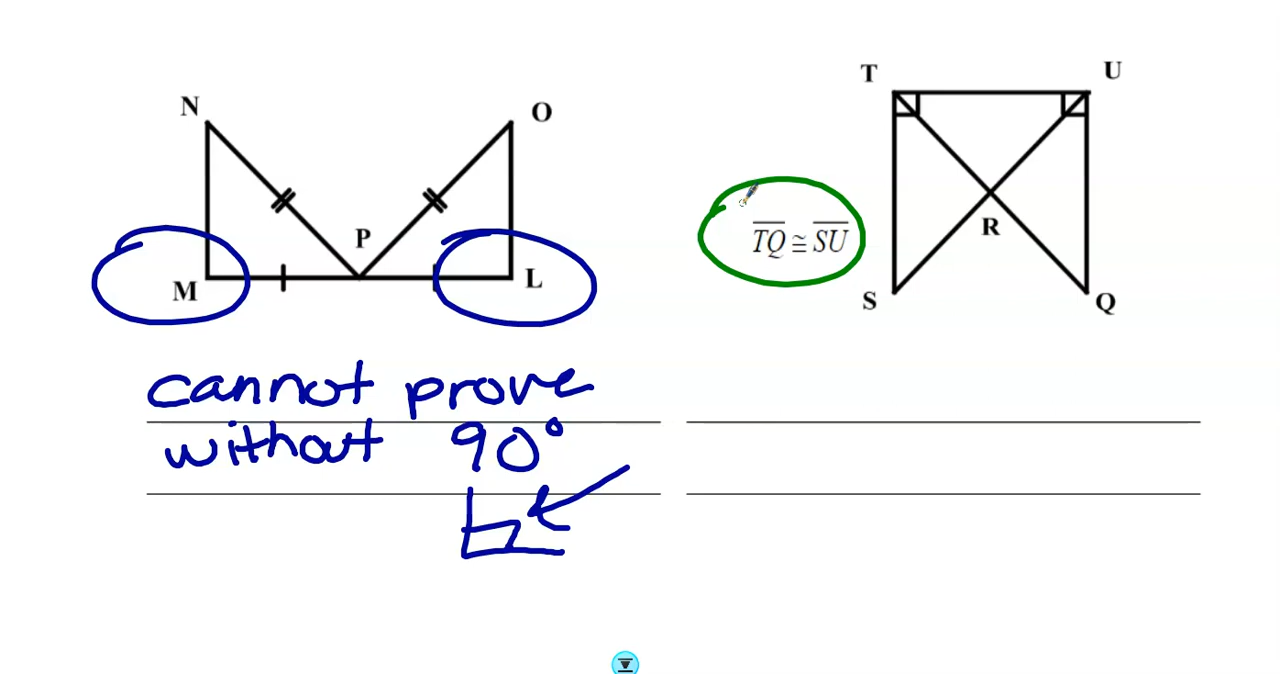 T
U
N
O
P
TQ ≅ SU
R
M
L
S
Q
cannot prove
without 90°